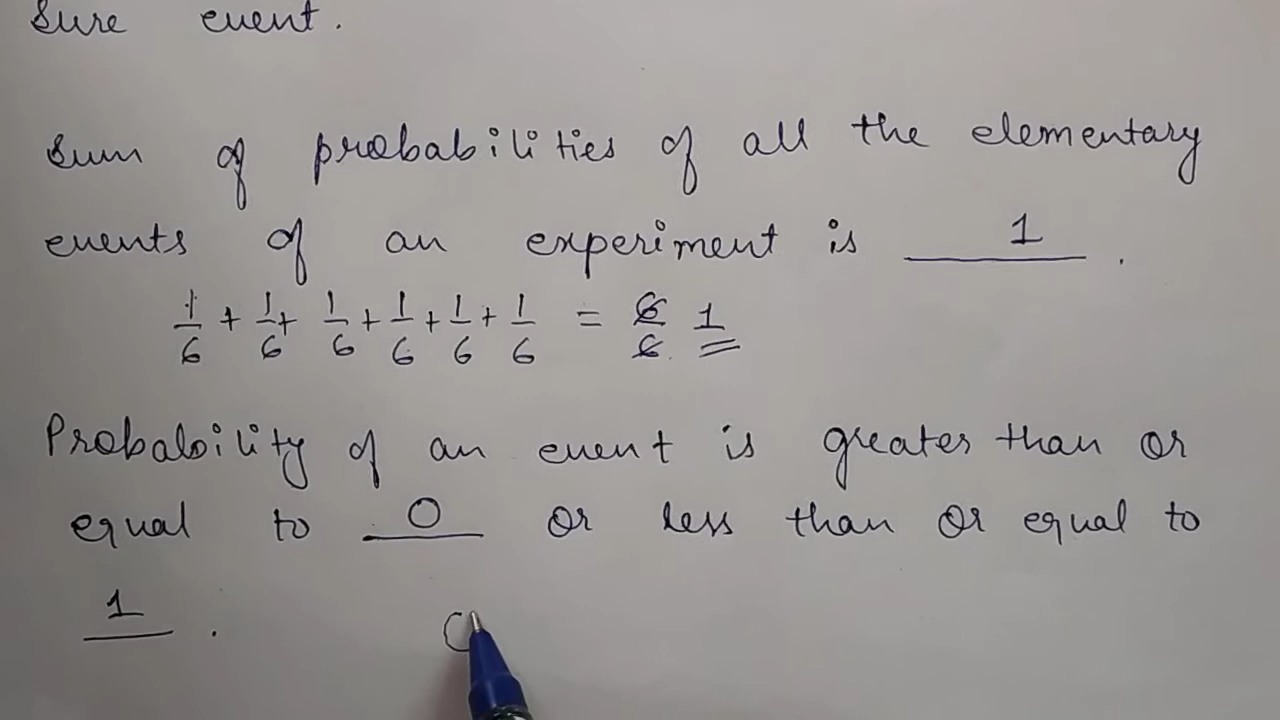 Sure event.
Sum of probabilities of all the elementary
events of an experiment is 1.
1/6 + 1/6 + 1/6 + 1/6 + 1/6 + 1/6 = 6/6 1
Probability of an event is greater than or
equal to 0 or less than or equal to
1.